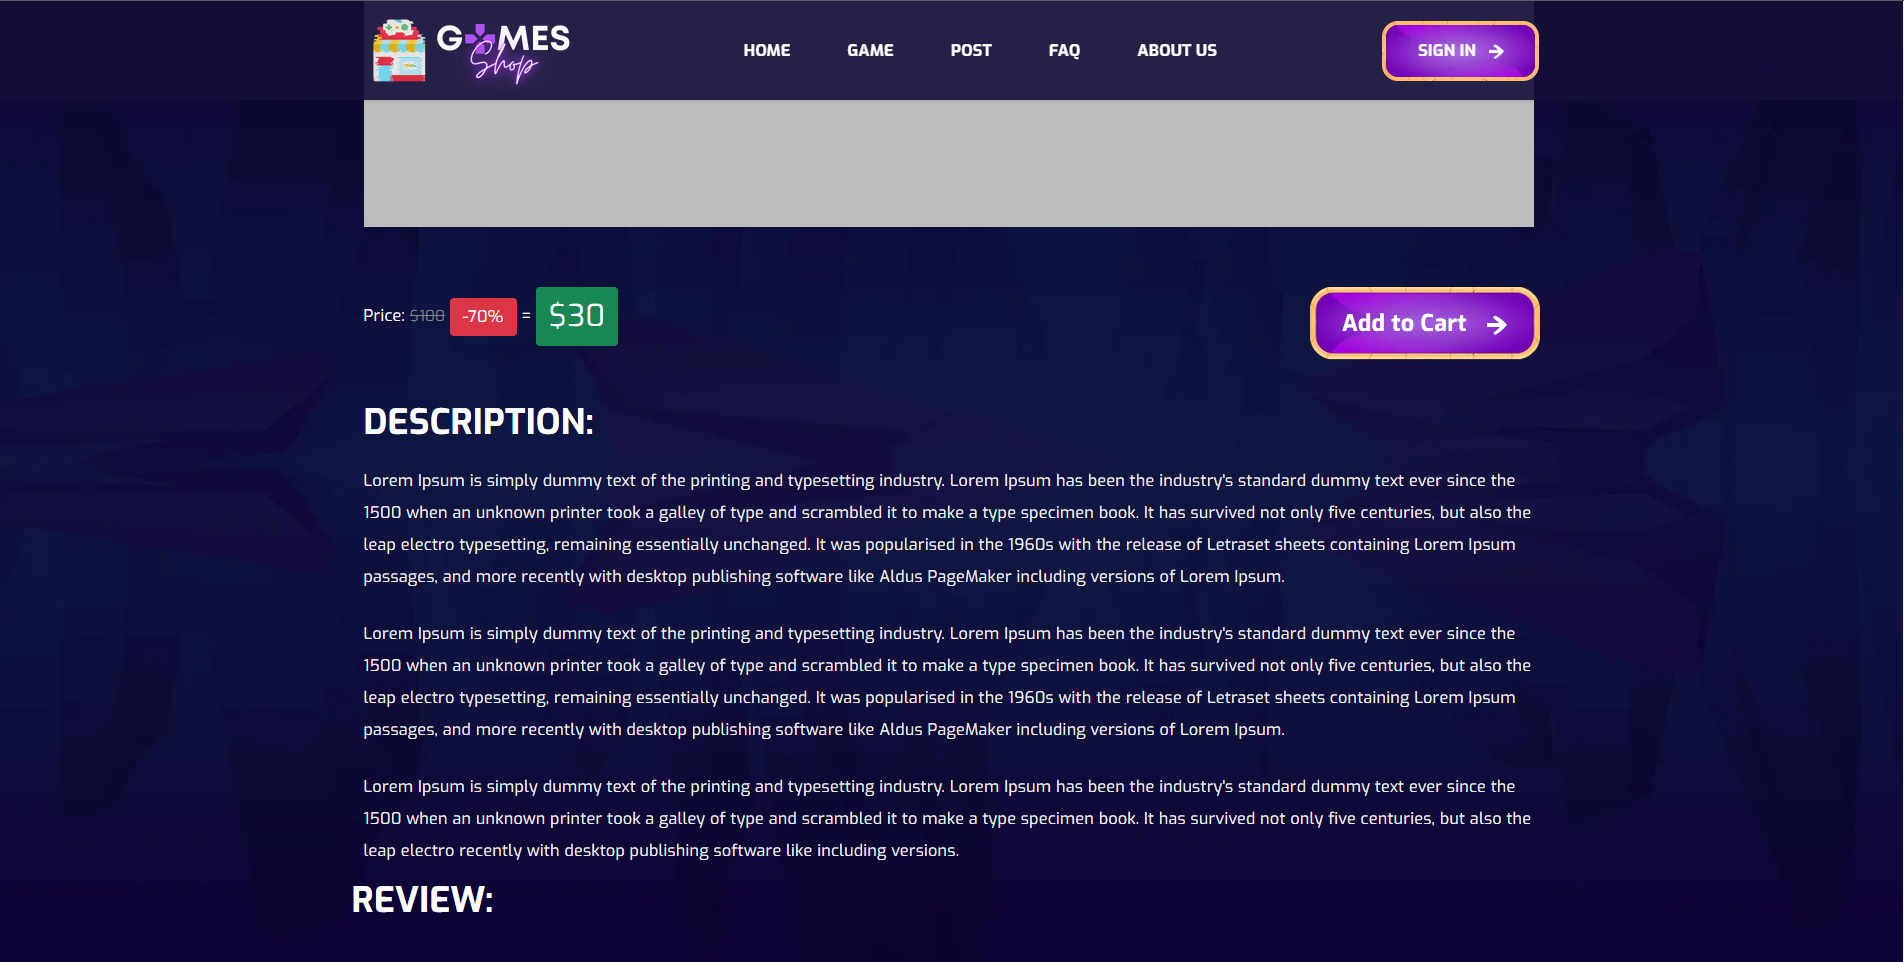 GAMES
Shop
HOME GAME POST FAQ ABOUT US SIGN IN
Price: $100 -70% = $30 Add to Cart
DESCRIPTION:
Lorem Ipsum is simply dummy text of the printing and typesetting industry. Lorem Ipsum has been the industry's standard dummy text ever since the
1500 when an unknown printer took a galley of type and scrambled it to make a type specimen book. It has survived not only five centuries, but also the
leap electro typesetting, remaining essentially unchanged. It was popularised in the 1960s with the release of Letraset sheets containing Lorem Ipsum
passages, and more recently with desktop publishing software like Aldus PageMaker including versions of Lorem Ipsum.
Lorem Ipsum is simply dummy text of the printing and typesetting industry. Lorem Ipsum has been the industry's standard dummy text ever since the
1500 when an unknown printer took a galley of type and scrambled it to make a type specimen book. It has survived not only five centuries, but also the
leap electro typesetting, remaining essentially unchanged. It was popularised in the 1960s with the release of Letraset sheets containing Lorem Ipsum
passages, and more recently with desktop publishing software like Aldus PageMaker including versions of Lorem Ipsum.
Lorem Ipsum is simply dummy text of the printing and typesetting industry. Lorem Ipsum has been the industry's standard dummy text ever since the
1500 when an unknown printer took a galley of type and scrambled it to make a type specimen book. It has survived not only five centuries, but also the
leap electro recently with desktop publishing software like including versions.
REVIEW: